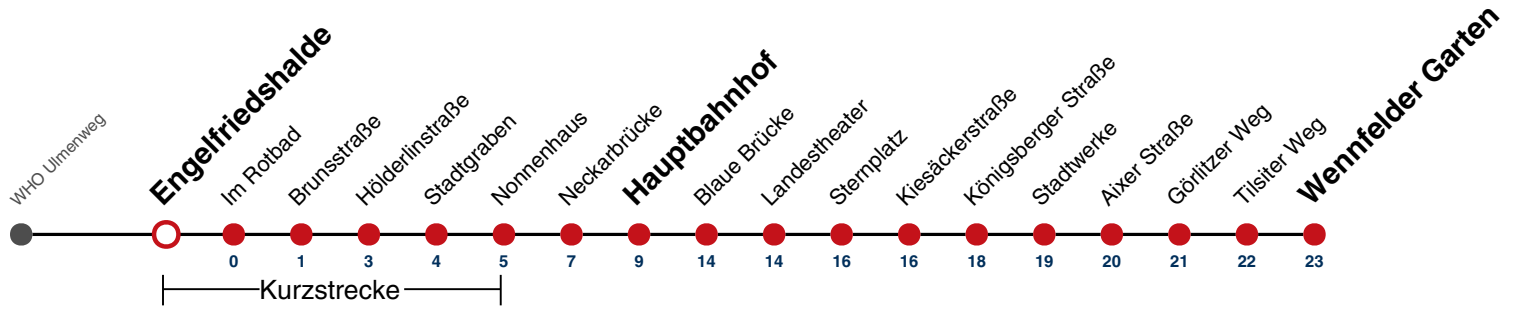 WHO Ulmenweg
Engelfriedshalde
Im Rotbad
Brunsstraße
Hölderlinstraße
Stadtgraben
Nonnenhaus
Neckarbrücke
Hauptbahnhof
Blaue Brücke
Landestheater
Sternplatz
Kiesäckerstraße
Königsberger Straße
Stadtwerke
Aixer Straße
Görlitzer Weg
Tilsiter Weg
Wennfelder Garten
0 1 3 4 5 7 9 14 14 16 16 18 19 20 21 22 23
Kurzstrecke